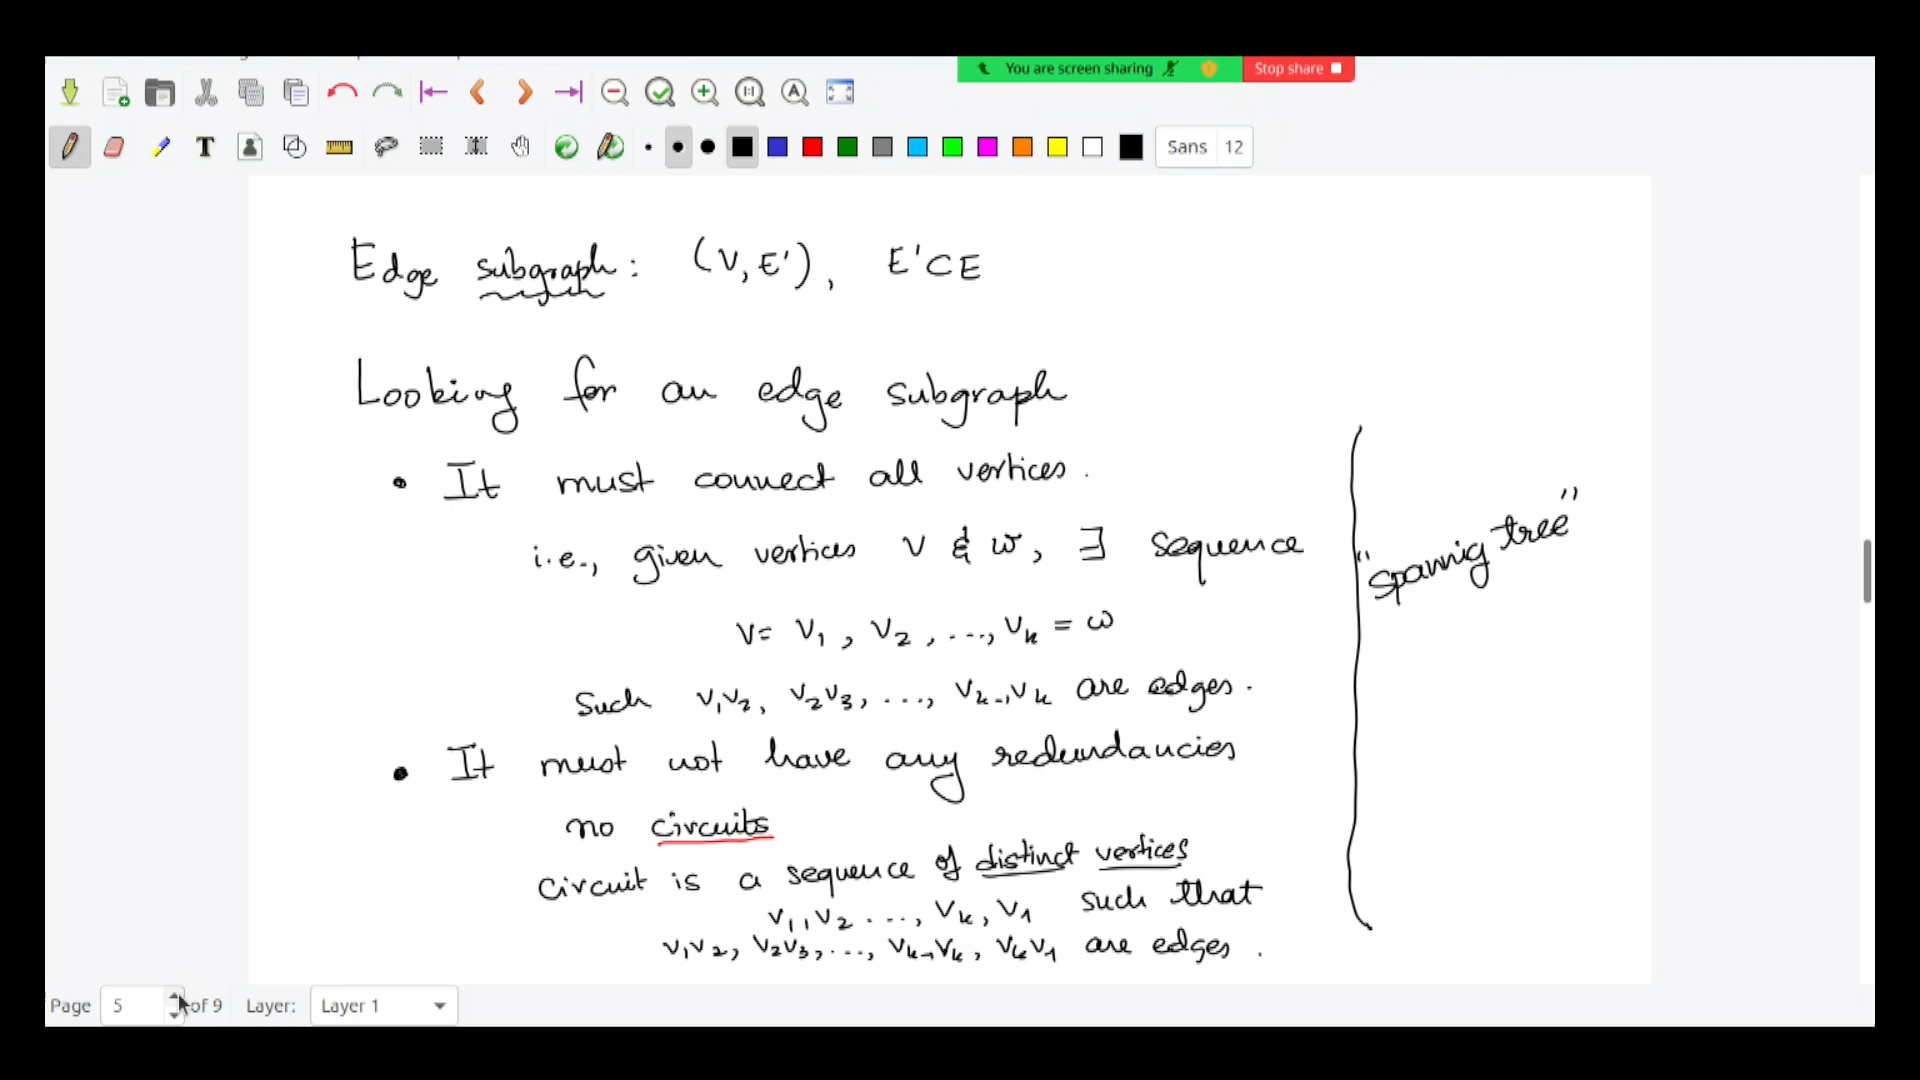 You are screen sharing
Stop share
Sans 12
Edge subgraph: (V, E'), E'⊂E
Looking for an edge subgraph
• It must connect all vertices.
i.e., given vertices v & w, ∃ sequence
"spannig tree"
v = v₁, v₂, ..., vₖ = w
Such v₁v₂, v₂v₃, ..., vₖ₋₁vₖ are edges.
• It must not have any redundancies
no circuits
Circuit is a sequence of distinct vertices
v₁, v₂ ..., vₖ, v₁ such that
v₁v₂, v₂v₃, ..., vₖ₋₁vₖ, vₖv₁ are edges.
Page 5 of 9 Layer: Layer 1